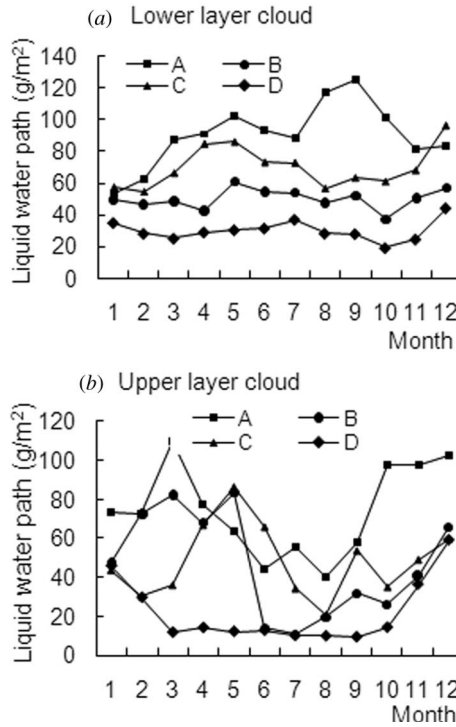 (a) Lower layer cloud
Liquid water path (g/m²)
140
120
100
80
60
40
20
0
A B
C D
1 2 3 4 5 6 7 8 9 10 11 12
Month
(b) Upper layer cloud
Liquid water path (g/m²)
120
100
80
60
40
20
0
A B
C D
1 2 3 4 5 6 7 8 9 10 11 12
Month